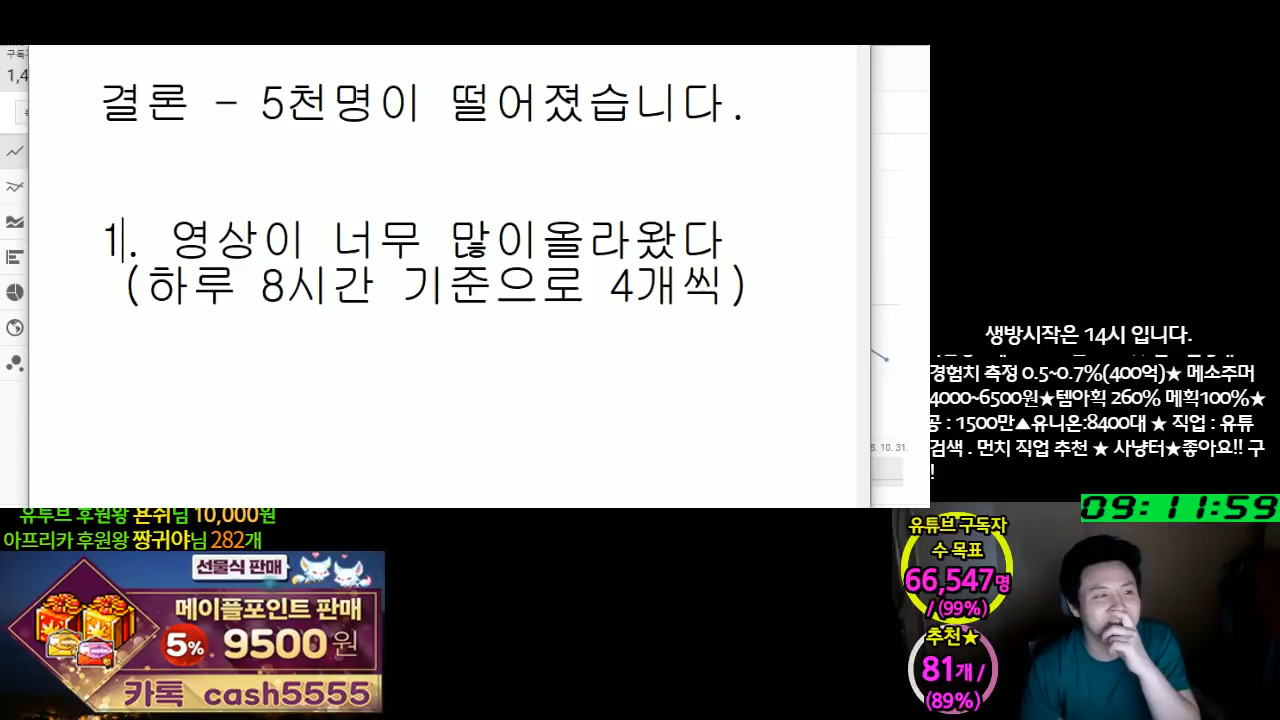 구독
1,4
결론 - 5천명이 떨어졌습니다.
1. 영상이 너무 많이올라왔다
(하루 8시간 기준으로 4개씩)
10. 31.
생방시작은 14시 입니다.
경험치 측정 0.5~0.7%(400억)★ 메소주머
4000~6500원★템아획 260% 메획100%★
공 : 1500만▲유니온:8400대 ★ 직업 : 유튜
검색 . 먼치 직업 추천 ★ 사냥터★좋아요!! 구
!
09:11:59
유투브 후원왕 욘쥐님 10,000원
아프리카 후원왕 짱귀야님 282개
선물식 판매
메이플포인트 판매
5% 9500원
카톡 cash5555
유튜브 구독자
수 목표
66,547명
/ (99%)
추천★
81개 /
(89%)